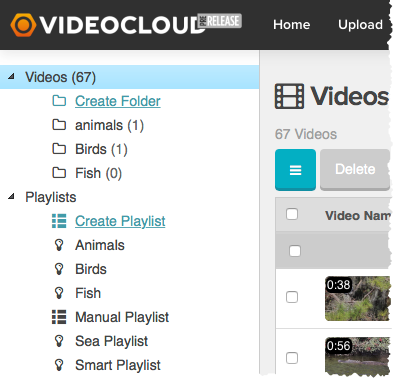 VIDEOCLOUD PRE RELEASE Home Upload
Videos (67)
Create Folder
animals (1)
Birds (1)
Fish (0)
Playlists
Create Playlist
Animals
Birds
Fish
Manual Playlist
Sea Playlist
Smart Playlist
Videos
67 Videos
Delete
Video Nam
0:38
0:56